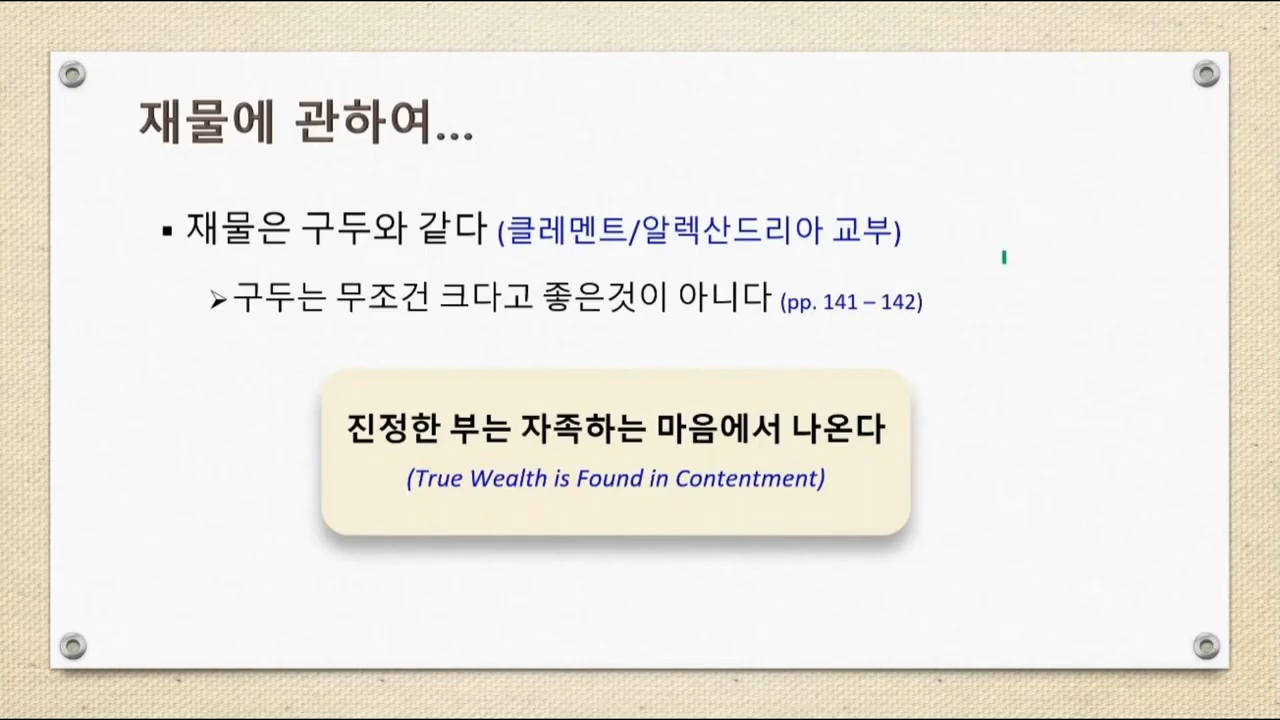 재물에 관하여...
▪ 재물은 구두와 같다 (클레멘트/알렉산드리아 교부)
➢구두는 무조건 크다고 좋은것이 아니다 (pp. 141 – 142)
진정한 부는 자족하는 마음에서 나온다
(True Wealth is Found in Contentment)